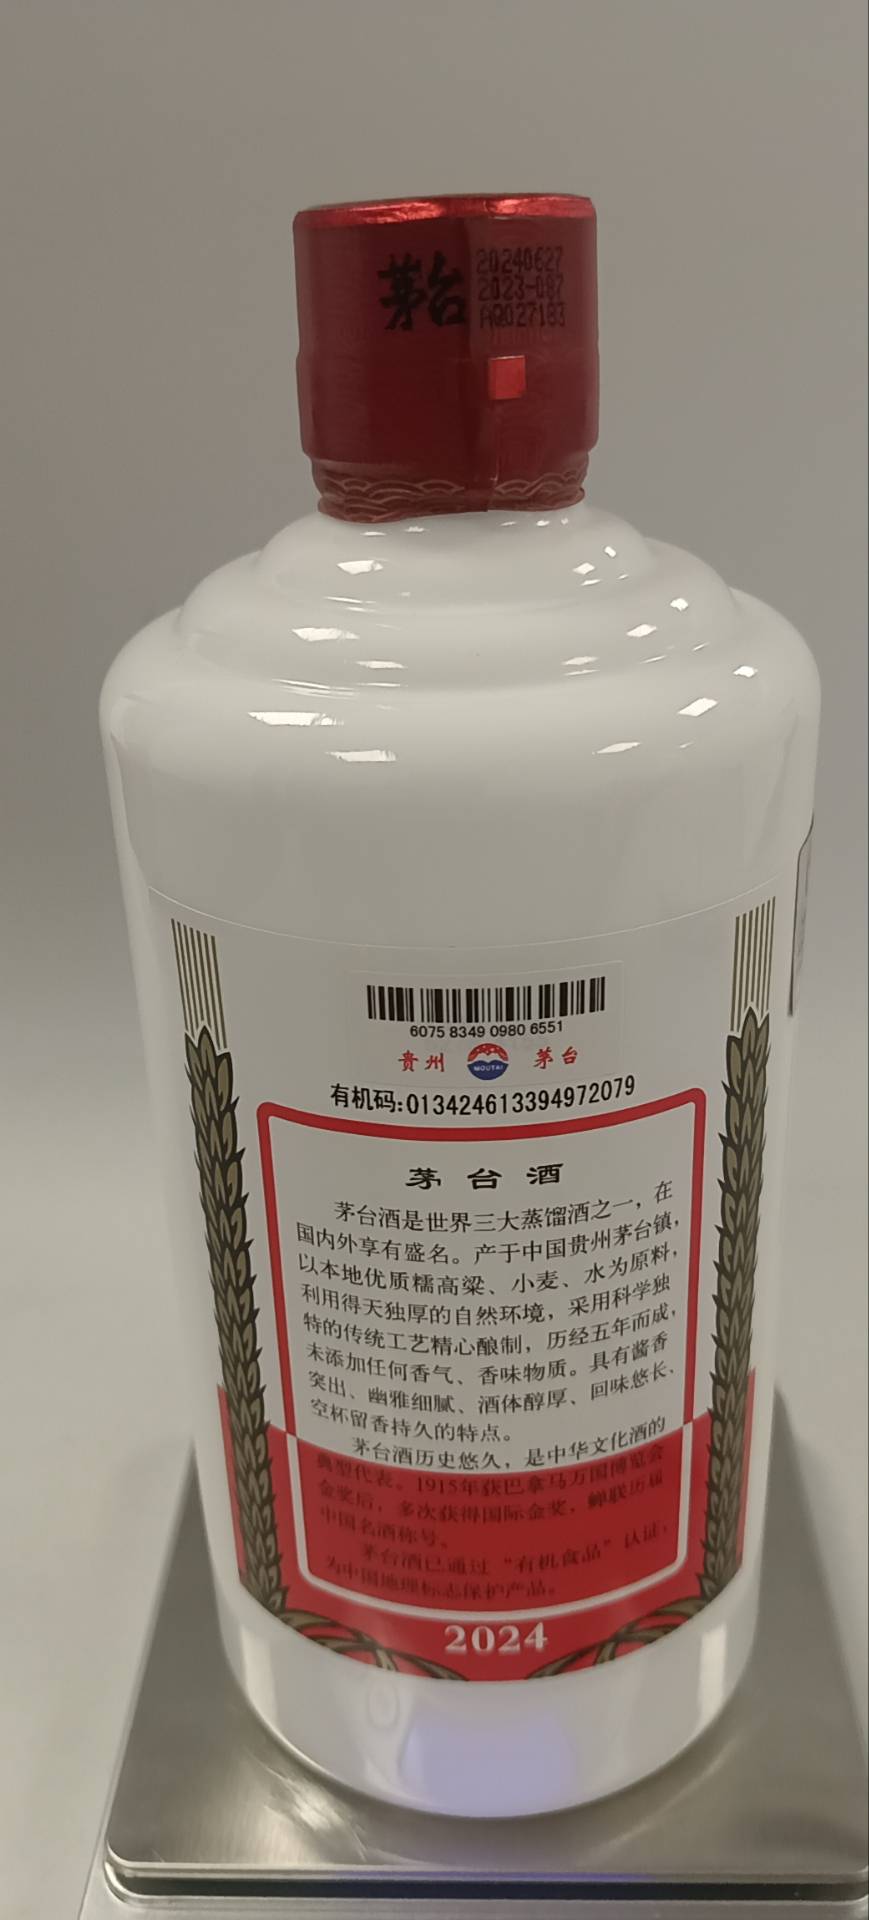 茅台
20240627
2023-087
AQ027183
6075 8349 0980 6551
贵州 MOUTAI 茅台
有机码:013424613394972079
茅台酒
茅台酒是世界三大蒸馏酒之一，在
国内外享有盛名。产于中国贵州茅台镇，
以本地优质糯高粱、小麦、水为原料，
利用得天独厚的自然环境，采用科学独
特的传统工艺精心酿制，历经五年而成，
未添加任何香气、香味物质。具有酱香
突出、幽雅细腻、酒体醇厚、回味悠长、
空杯留香持久的特点。
茅台酒历史悠久，是中华文化酒的
典型代表。1915年获巴拿马万国博览会
金奖后，多次获得国际金奖，蝉联历届
中国名酒称号。
茅台酒已通过“有机食品”认证，
为中国地理标志保护产品。
2024